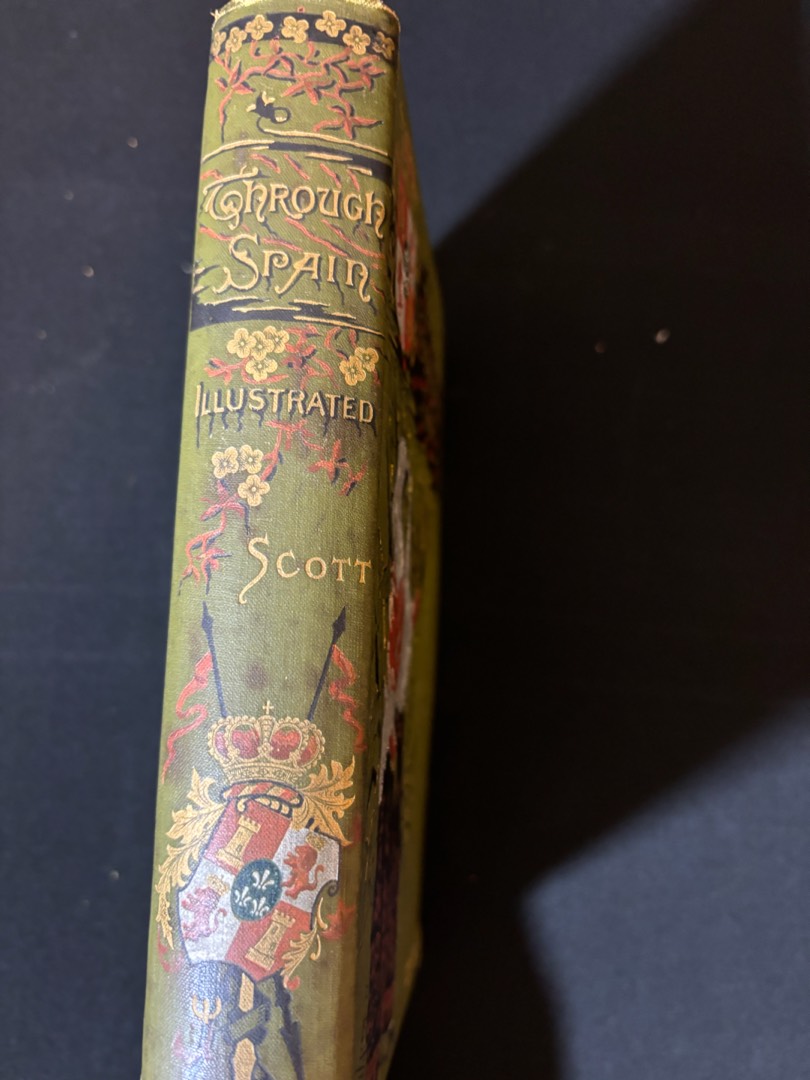 Through
Spain
Illustrated
Scott